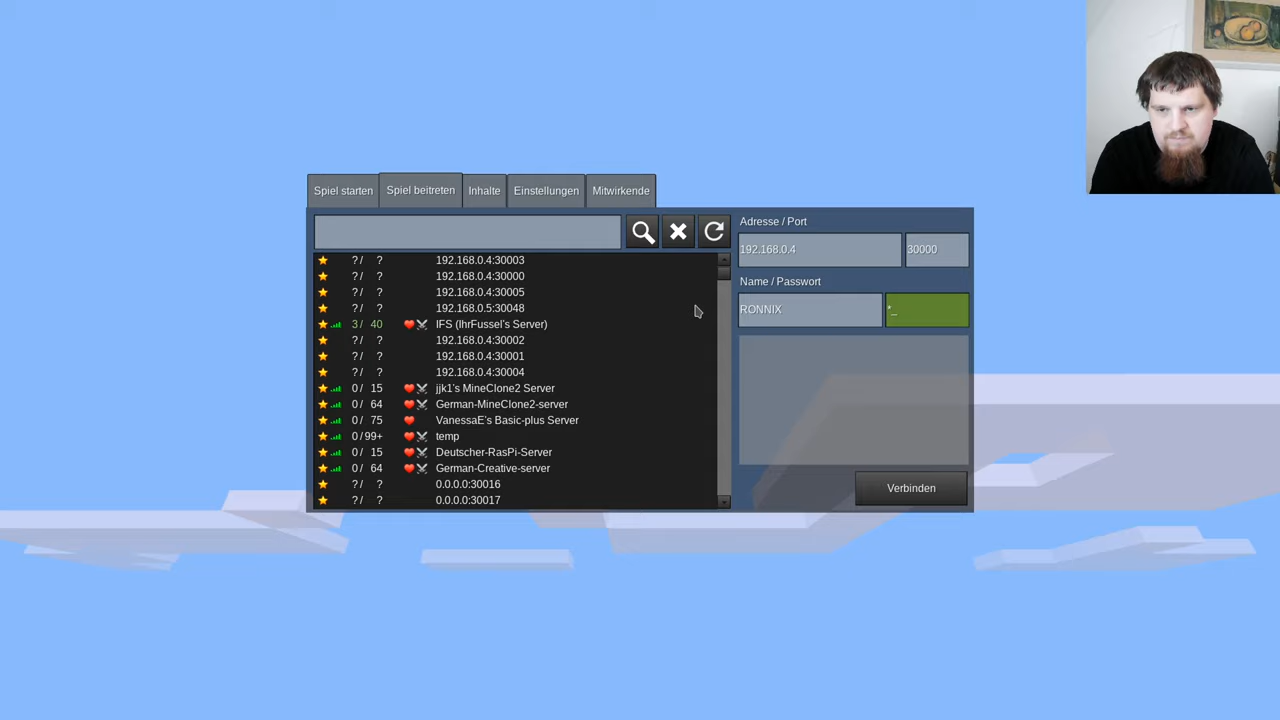 Spiel starten Spiel beitreten Inhalte Einstellungen Mitwirkende
Adresse / Port
192.168.0.4 30000
Name / Passwort
RONNIX *_
?/ ? 192.168.0.4:30003
?/ ? 192.168.0.4:30000
?/ ? 192.168.0.4:30005
?/ ? 192.168.0.5:30048
3/ 40 IFS (IhrFussel's Server)
?/ ? 192.168.0.4:30002
?/ ? 192.168.0.4:30001
?/ ? 192.168.0.4:30004
0/ 15 jjk1's MineClone2 Server
0/ 64 German-MineClone2-server
0/ 75 VanessaE's Basic-plus Server
0/99+ temp
0/ 15 Deutscher-RasPi-Server
0/ 64 German-Creative-server
?/ ? 0.0.0.0:30016
?/ ? 0.0.0.0:30017
Verbinden